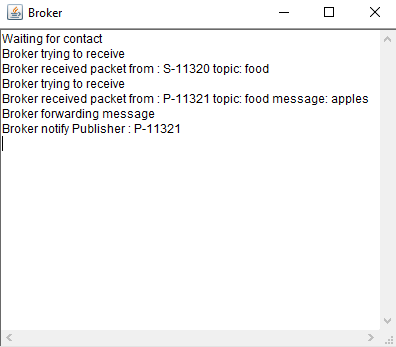 Broker
Waiting for contact
Broker trying to receive
Broker received packet from : S-11320 topic: food
Broker trying to receive
Broker received packet from : P-11321 topic: food message: apples
Broker forwarding message
Broker notify Publisher : P-11321